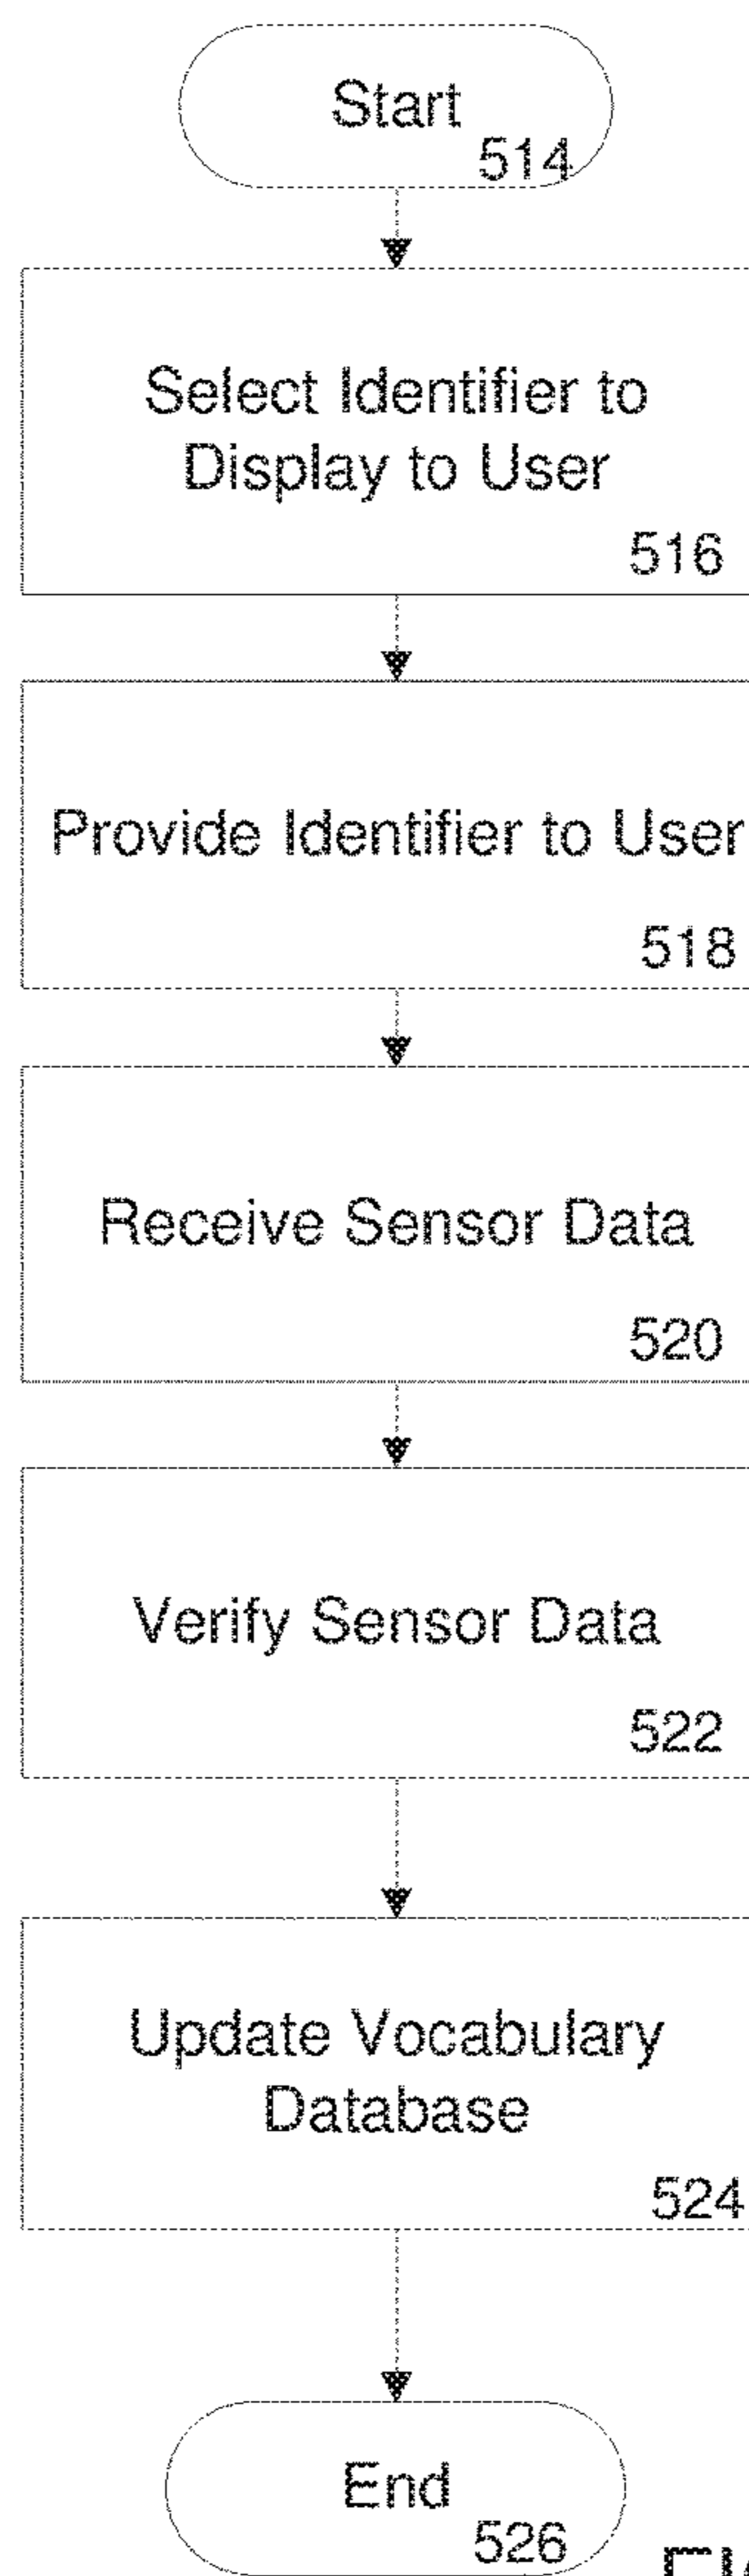 Start
514
Select Identifier to
Display to User
516
Provide Identifier to User
518
Receive Sensor Data
520
Verify Sensor Data
522
Update Vocabulary
Database
524
End
526